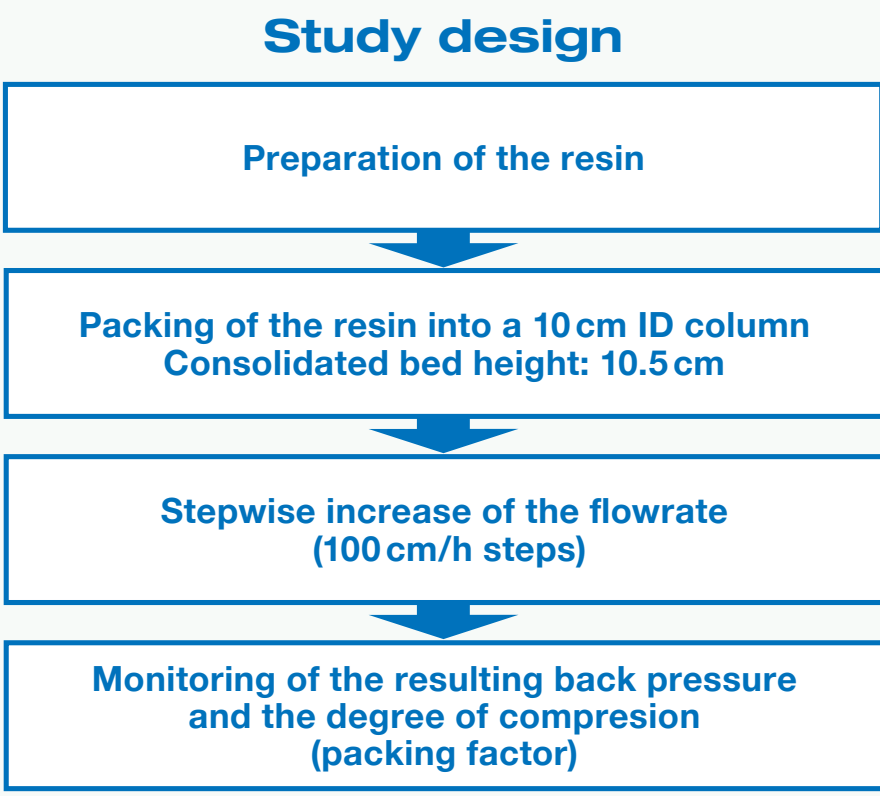 Study design
Preparation of the resin
Packing of the resin into a 10 cm ID column
Consolidated bed height: 10.5 cm
Stepwise increase of the flowrate
(100 cm/h steps)
Monitoring of the resulting back pressure
and the degree of compresion
(packing factor)